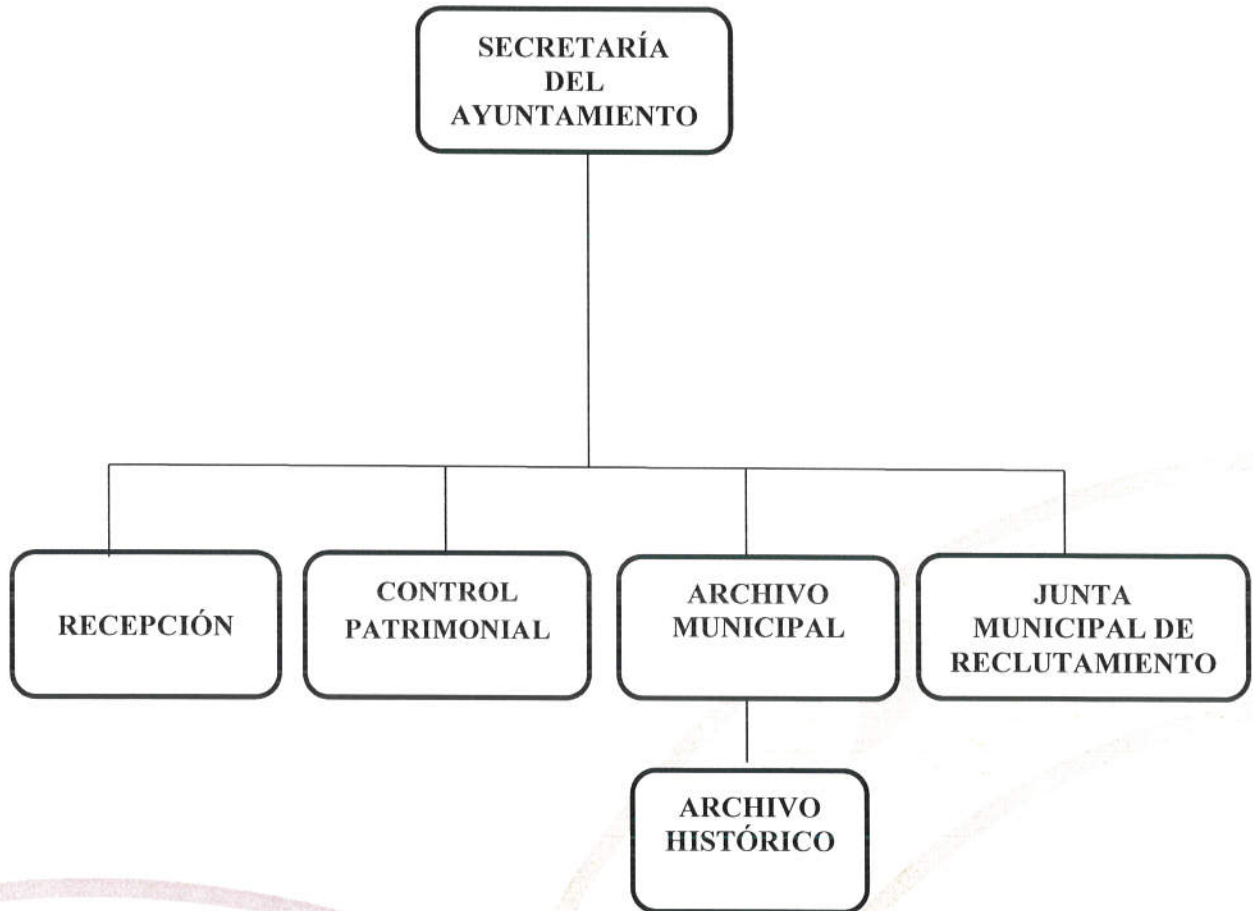 SECRETARÍA
DEL
AYUNTAMIENTO
RECEPCIÓN
CONTROL
PATRIMONIAL
ARCHIVO
MUNICIPAL
JUNTA
MUNICIPAL DE
RECLUTAMIENTO
ARCHIVO
HISTÓRICO